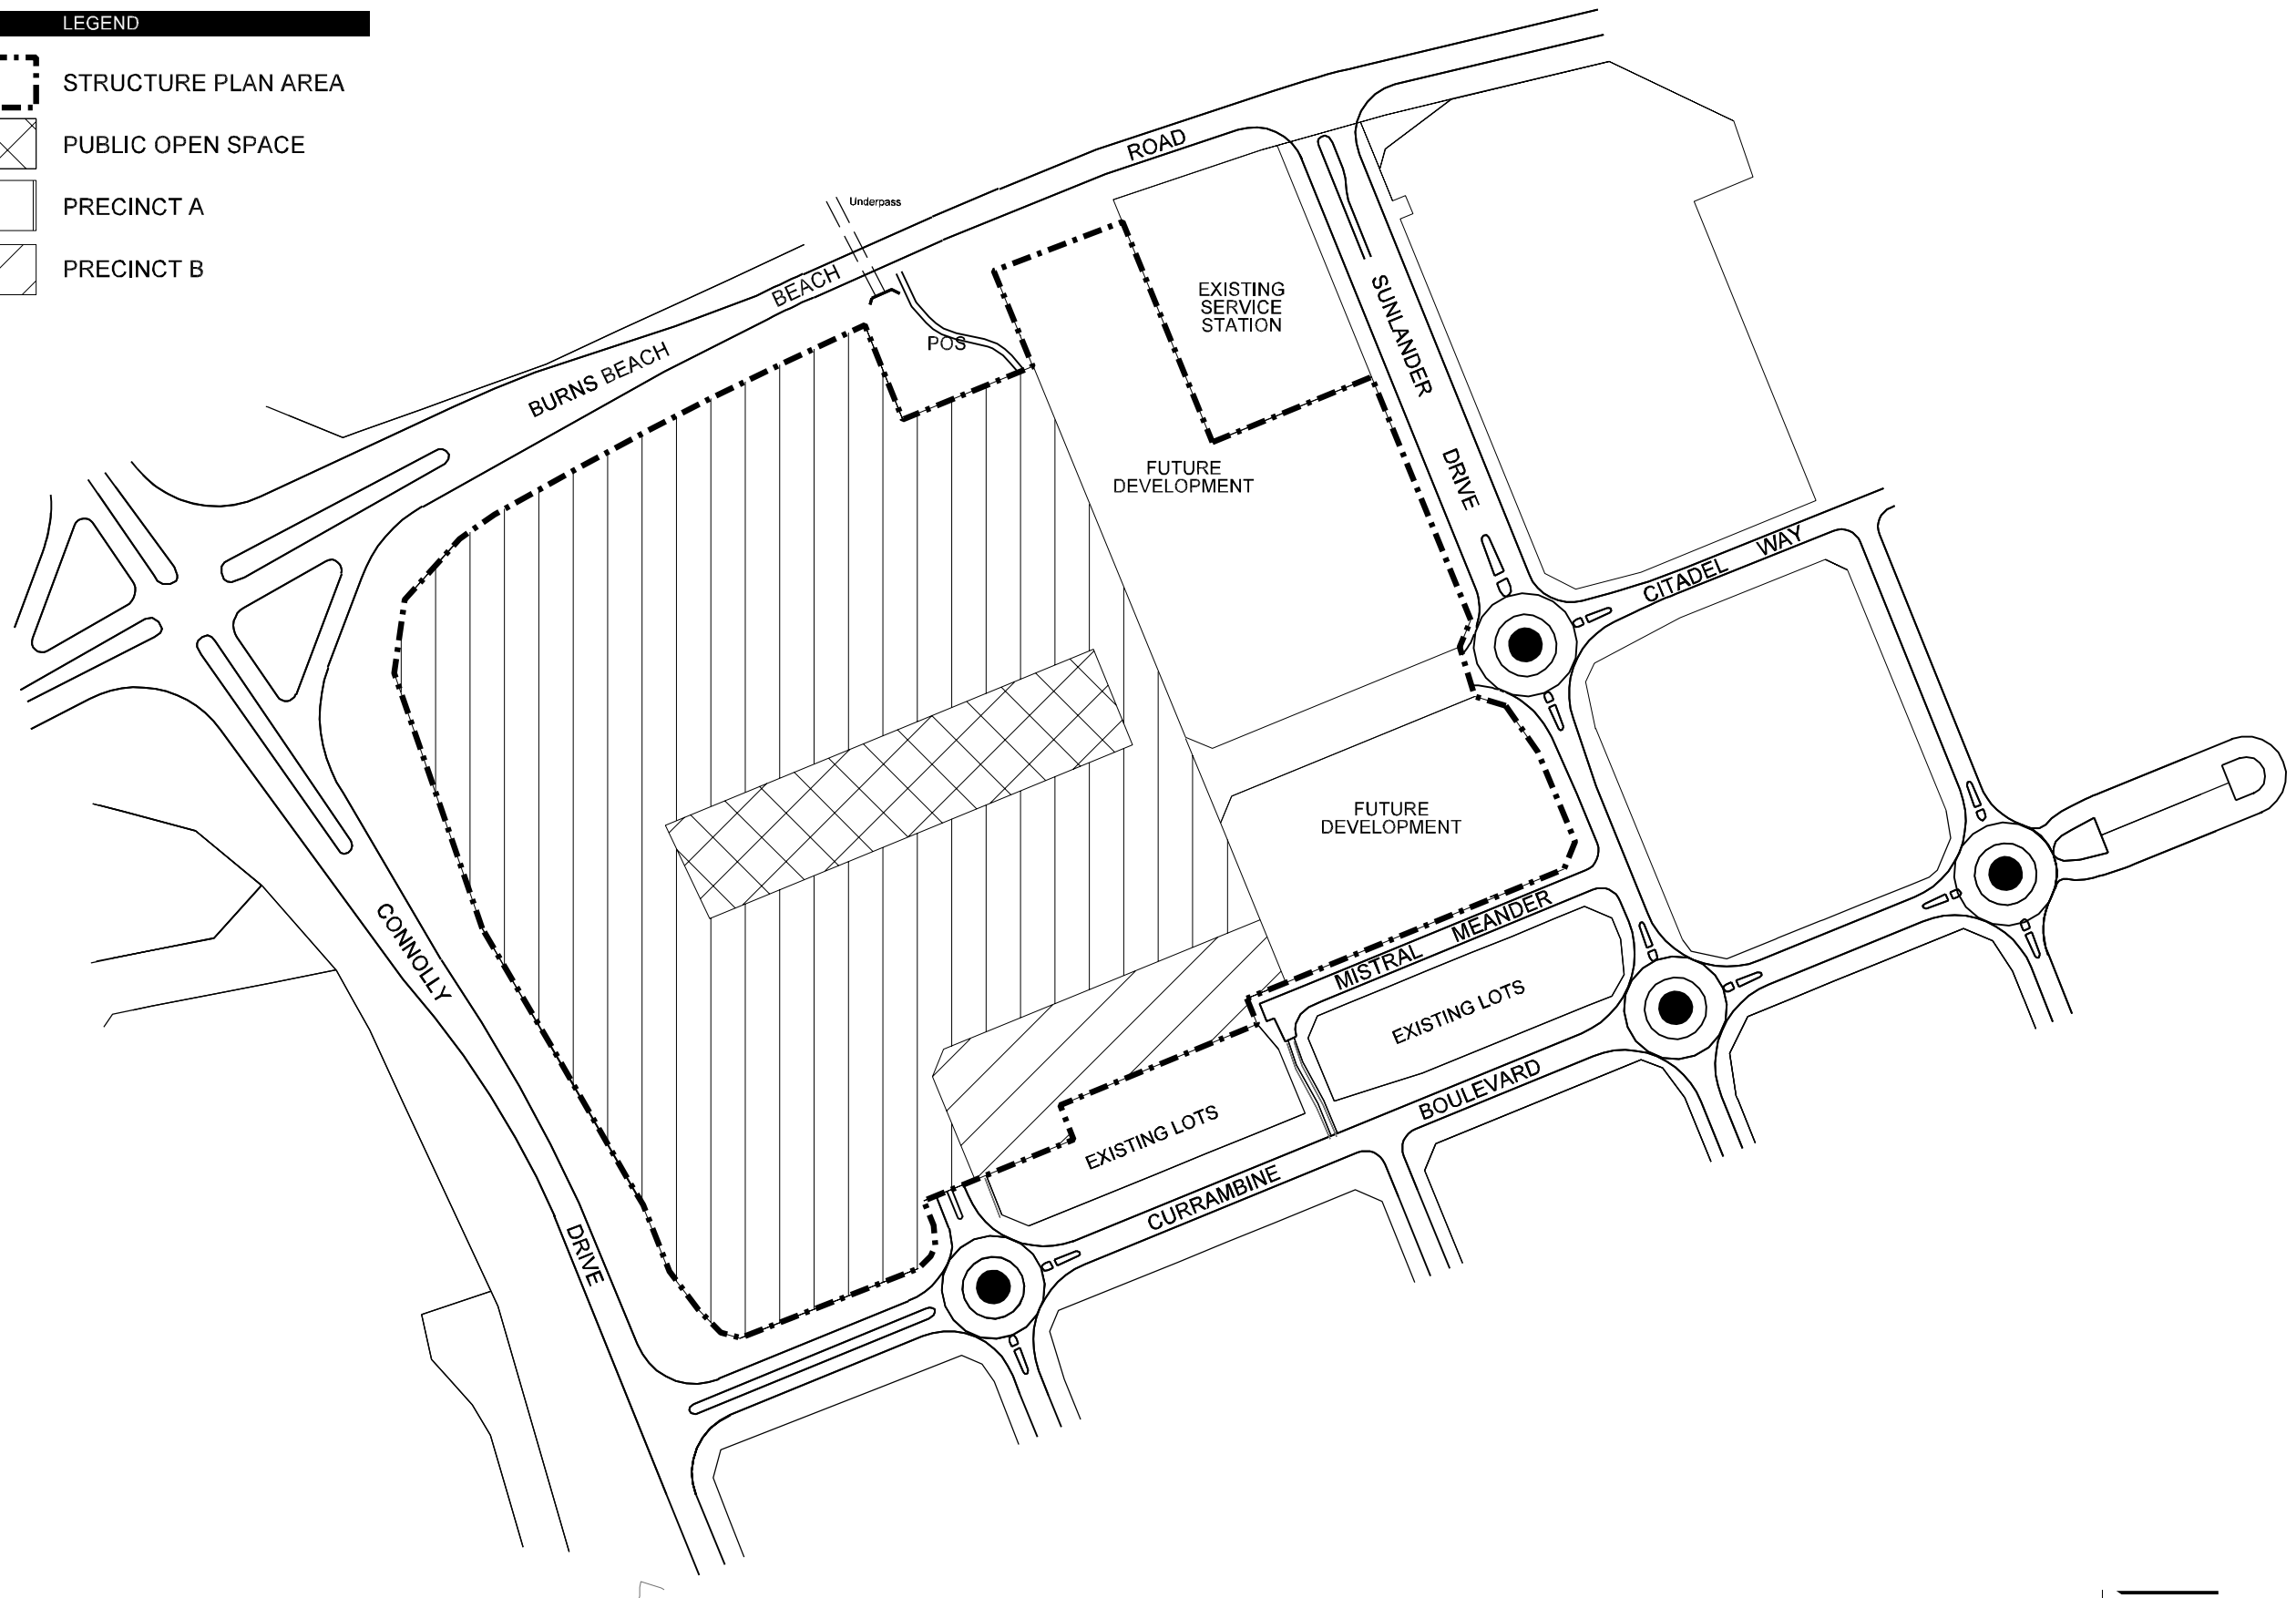 LEGEND
STRUCTURE PLAN AREA
PUBLIC OPEN SPACE
PRECINCT A
PRECINCT B
ROAD
Underpass
BEACH
BURNS BEACH
POS
EXISTING
SERVICE
STATION
SUNLANDER
DRIVE
FUTURE
DEVELOPMENT
CITADEL
WAY
FUTURE
DEVELOPMENT
CONNOLLY
DRIVE
MISTRAL
MEANDER
EXISTING LOTS
BOULEVARD
EXISTING LOTS
CURRAMBINE